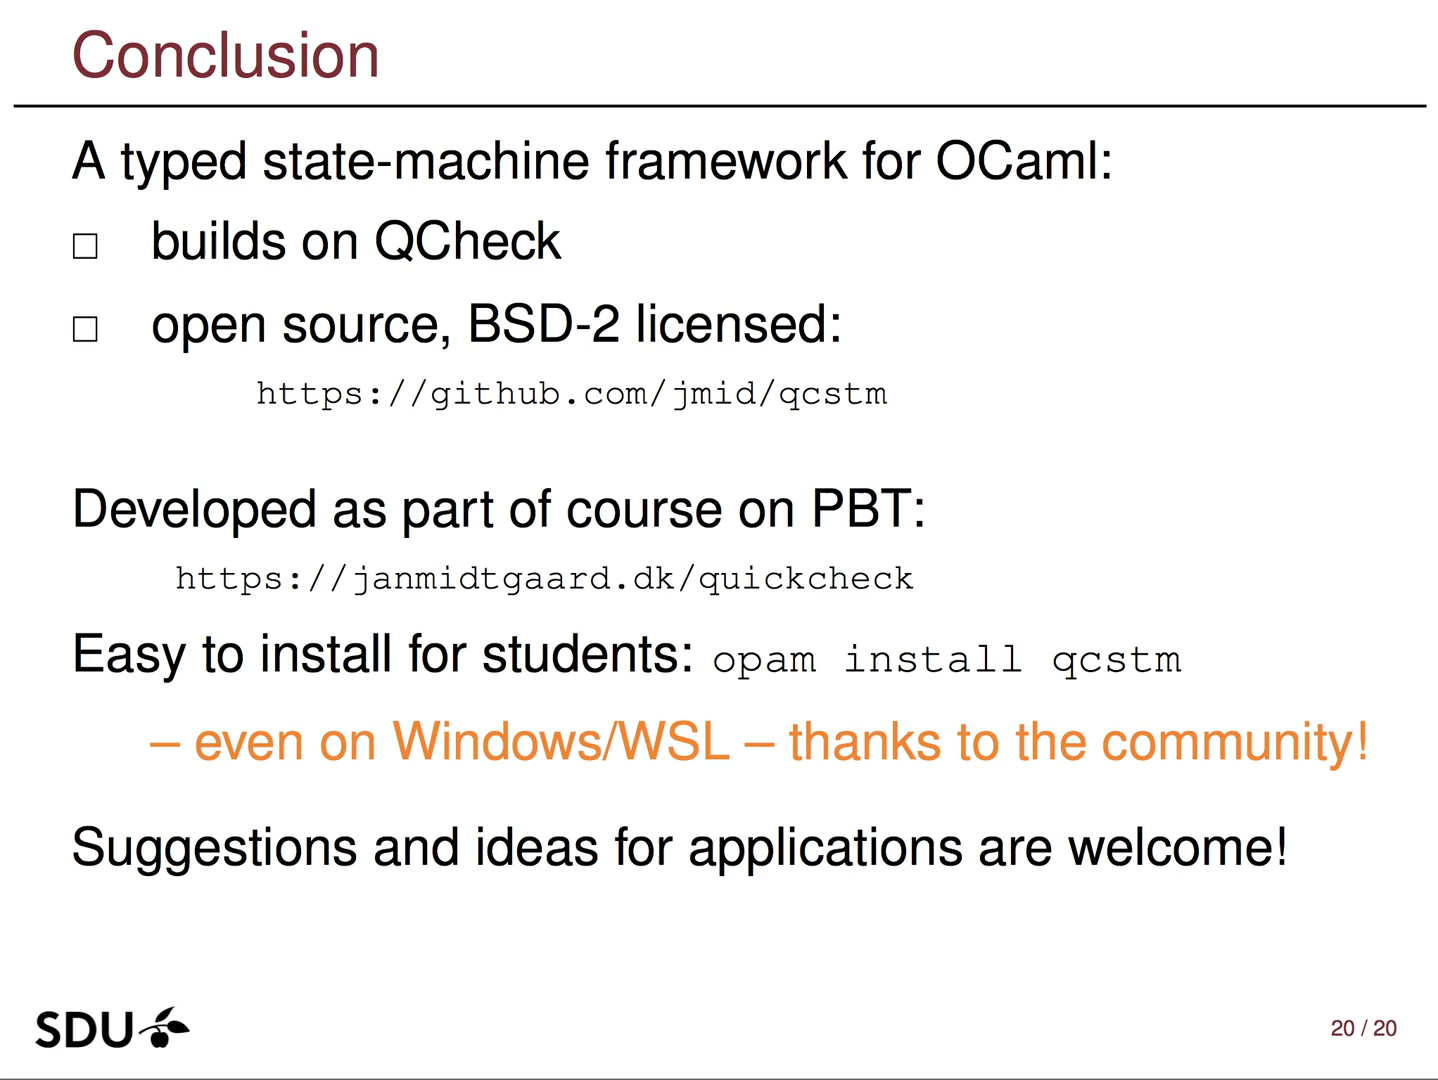 Conclusion
A typed state-machine framework for OCaml:
builds on QCheck
open source, BSD-2 licensed:
https://github.com/jmid/qcstm
Developed as part of course on PBT:
https://janmidtgaard.dk/quickcheck
Easy to install for students: opam install qcstm
– even on Windows/WSL – thanks to the community!
Suggestions and ideas for applications are welcome!
SDU
20 / 20